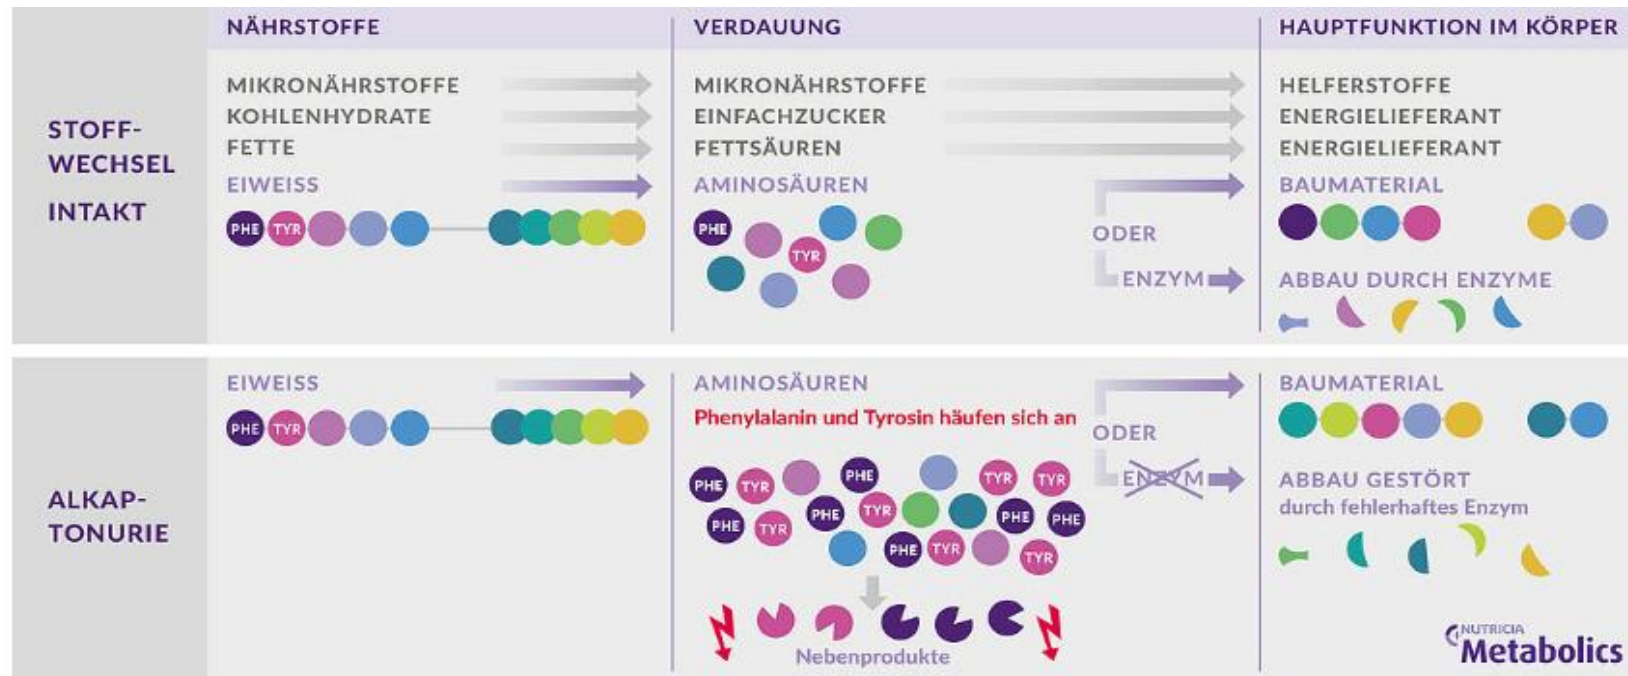 NÄHRSTOFFE
VERDAUUNG
HAUPTFUNKTION IM KÖRPER
STOFF-
WECHSEL
INTAKT
MIKRONÄHRSTOFFE
KOHLENHYDRATE
FETTE
EIWEISS
PHE TYR
MIKRONÄHRSTOFFE
EINFACHZUCKER
FETTSÄUREN
AMINOSÄUREN
PHE
TYR
ODER
ENZYM
HELFERSTOFFE
ENERGIELIEFERANT
ENERGIELIEFERANT
BAUMATERIAL
ABBAU DURCH ENZYME
ALKAP-
TONURIE
EIWEISS
PHE TYR
AMINOSÄUREN
Phenylalanin und Tyrosin häufen sich an
PHE TYR PHE TYR TYR
PHE TYR PHE TYR PHE PHE
PHE TYR TYR
Nebenprodukte
ODER
ENZYM
BAUMATERIAL
ABBAU GESTÖRT
durch fehlerhaftes Enzym
NUTRICIA
Metabolics